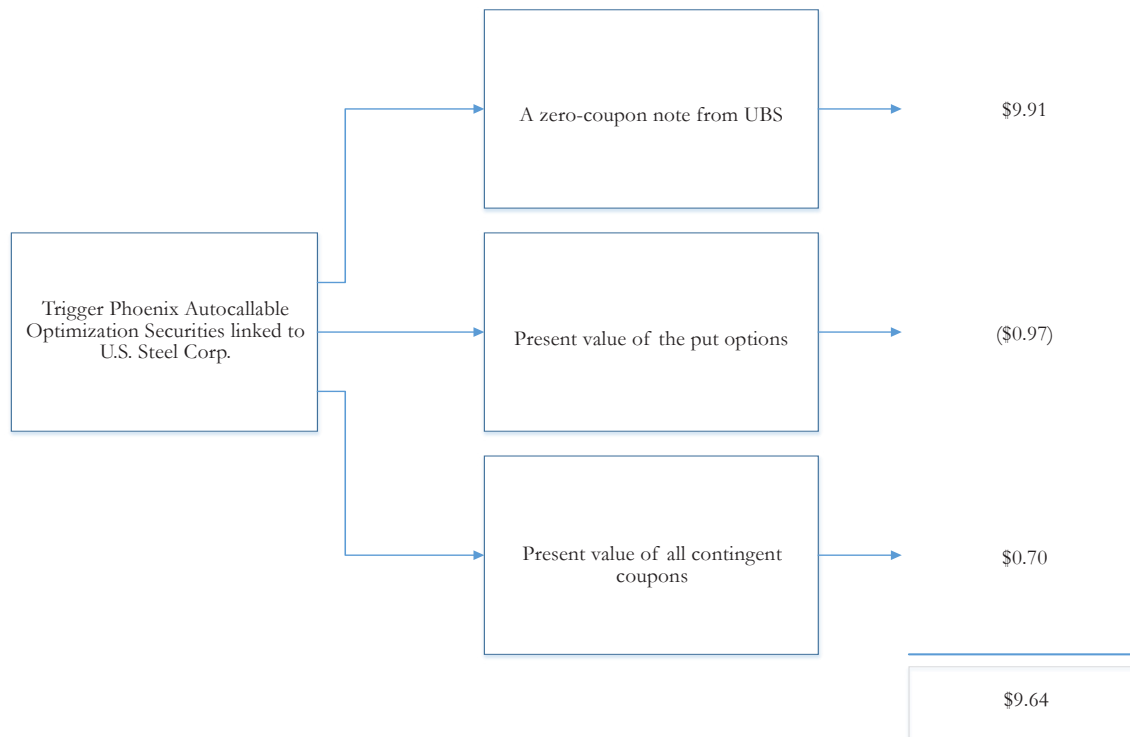 A zero-coupon note from UBS
$9.91
Trigger Phoenix Autocallable
Optimization Securities linked to
U.S. Steel Corp.
Present value of the put options
($0.97)
Present value of all contingent
coupons
$0.70
$9.64